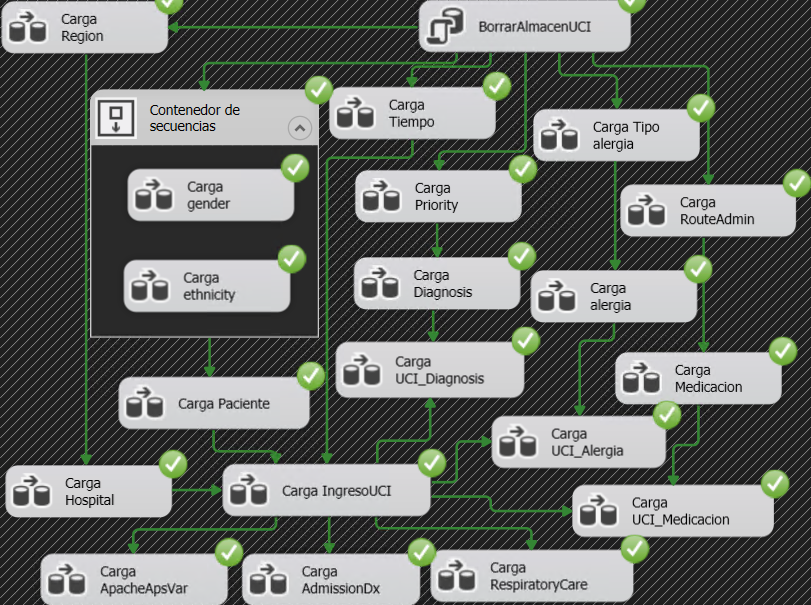 Carga
Region
BorrarAlmacenUCI
Contenedor de
secuencias
Carga
Tiempo
Carga Tipo
alergia
Carga
gender
Carga
Priority
Carga
RouteAdmin
Carga
ethnicity
Carga
Diagnosis
Carga
alergia
Carga
UCI_Diagnosis
Carga
Medicacion
Carga Paciente
Carga
UCI_Alergia
Carga
Hospital
Carga IngresoUCI
Carga
UCI_Medicacion
Carga
ApacheApsVar
Carga
AdmissionDx
Carga
RespiratoryCare